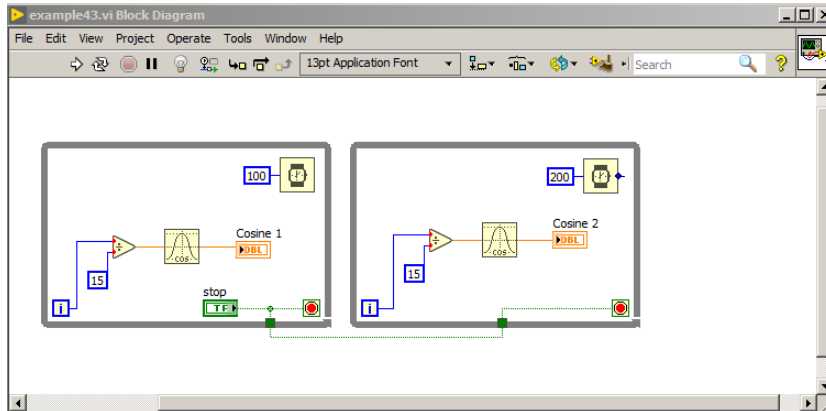 example43.vi Block Diagram
File Edit View Project Operate Tools Window Help
13pt Application Font
Search
100
200
Cosine 1
Cosine 2
COS
DBL
COS
DBL
15
15
stop
i
TF
i